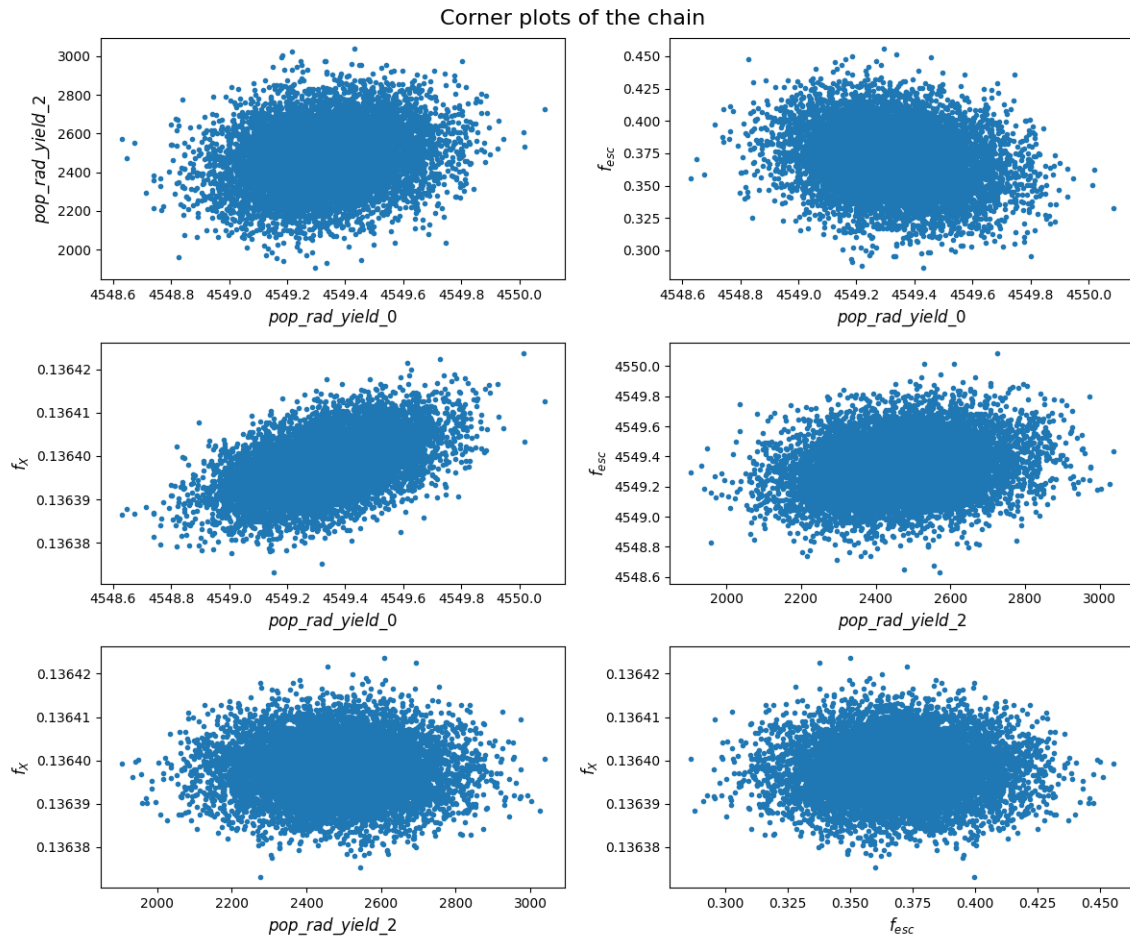 Corner plots of the chain
3000
2800
2600
2400
2200
2000
pop_rad_yield_2
4548.6 4548.8 4549.0 4549.2 4549.4 4549.6 4549.8 4550.0
pop_rad_yield_0
0.450
0.425
0.400
0.375
0.350
0.325
0.300
f_esc
4548.6 4548.8 4549.0 4549.2 4549.4 4549.6 4549.8 4550.0
pop_rad_yield_0
0.13642
0.13641
0.13640
0.13639
0.13638
f_X
4548.6 4548.8 4549.0 4549.2 4549.4 4549.6 4549.8 4550.0
pop_rad_yield_0
4550.0
4549.8
4549.6
4549.4
4549.2
4549.0
4548.8
4548.6
f_esc
2000 2200 2400 2600 2800 3000
pop_rad_yield_2
0.13642
0.13641
0.13640
0.13639
0.13638
f_X
2000 2200 2400 2600 2800 3000
pop_rad_yield_2
0.13642
0.13641
0.13640
0.13639
0.13638
f_X
0.300 0.325 0.350 0.375 0.400 0.425 0.450
f_esc